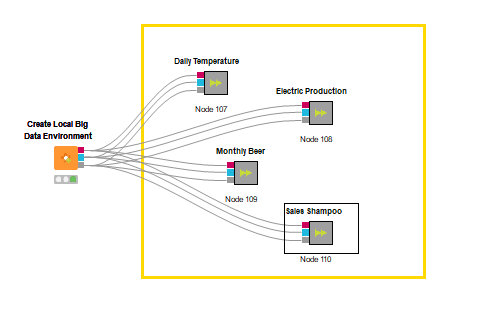 Daily Temperature
Node 107
Electric Production
Node 108
Create Local Big
Data Environment
Monthly Beer
Node 109
Sales Shampoo
Node 110